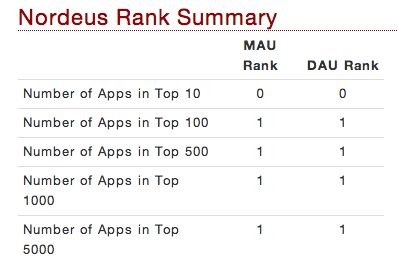 Nordeus Rank Summary
MAU
Rank DAU Rank
Number of Apps in Top 10 0 0
Number of Apps in Top 100 1 1
Number of Apps in Top 500 1 1
Number of Apps in Top 1 1
1000
Number of Apps in Top 1 1
5000